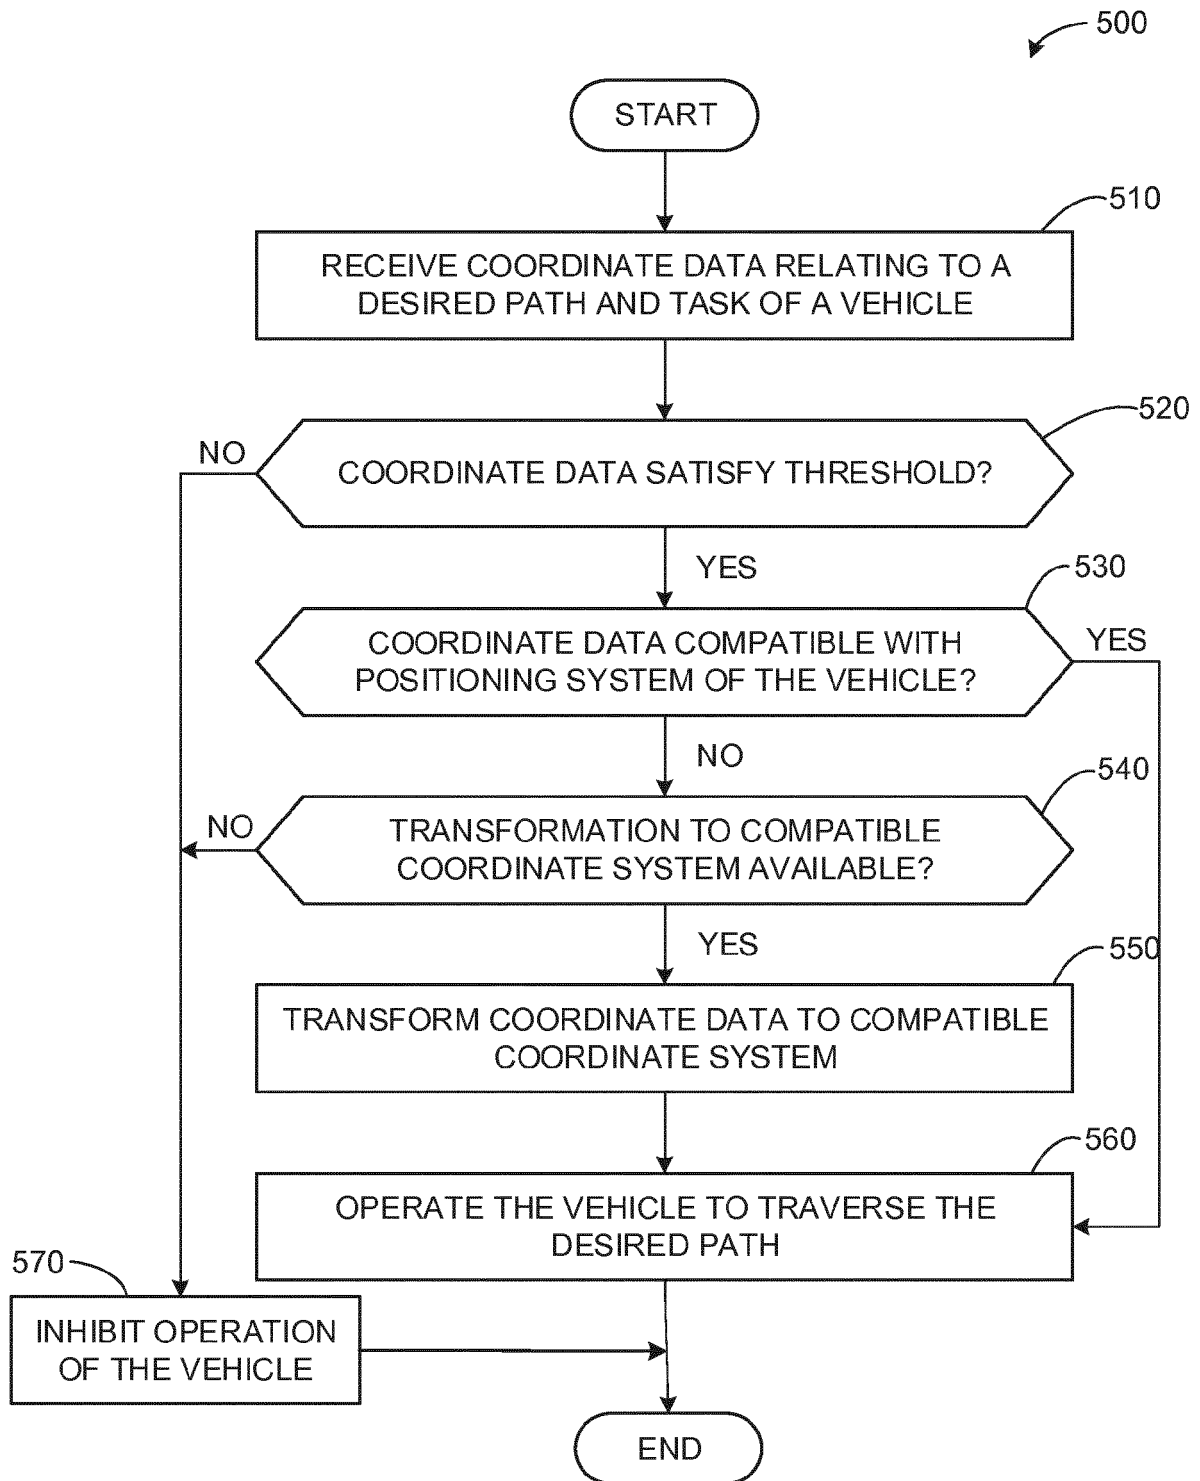 500
START
510
RECEIVE COORDINATE DATA RELATING TO A
DESIRED PATH AND TASK OF A VEHICLE
520
NO
COORDINATE DATA SATISFY THRESHOLD?
YES
530
COORDINATE DATA COMPATIBLE WITH
POSITIONING SYSTEM OF THE VEHICLE?
YES
NO
540
NO
TRANSFORMATION TO COMPATIBLE
COORDINATE SYSTEM AVAILABLE?
YES
550
TRANSFORM COORDINATE DATA TO COMPATIBLE
COORDINATE SYSTEM
560
OPERATE THE VEHICLE TO TRAVERSE THE
DESIRED PATH
570
INHIBIT OPERATION
OF THE VEHICLE
END